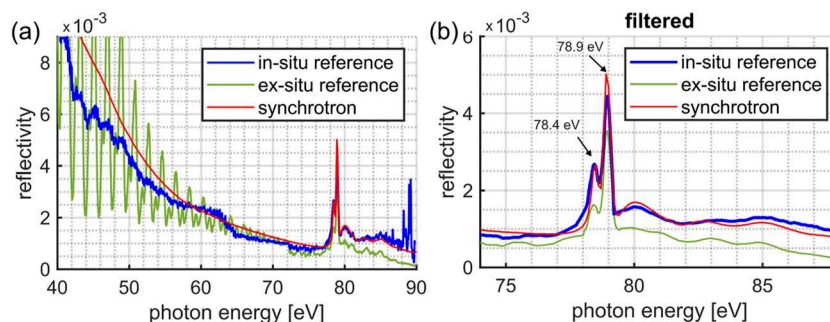 (a)
×10⁻³
reflectivity
8
6
4
2
0
40
50
60
70
80
90
photon energy [eV]
in-situ reference
ex-situ reference
synchrotron
(b)
filtered
×10⁻³
reflectivity
6
4
2
0
75
80
85
photon energy [eV]
78.9 eV
78.4 eV
in-situ reference
ex-situ reference
synchrotron